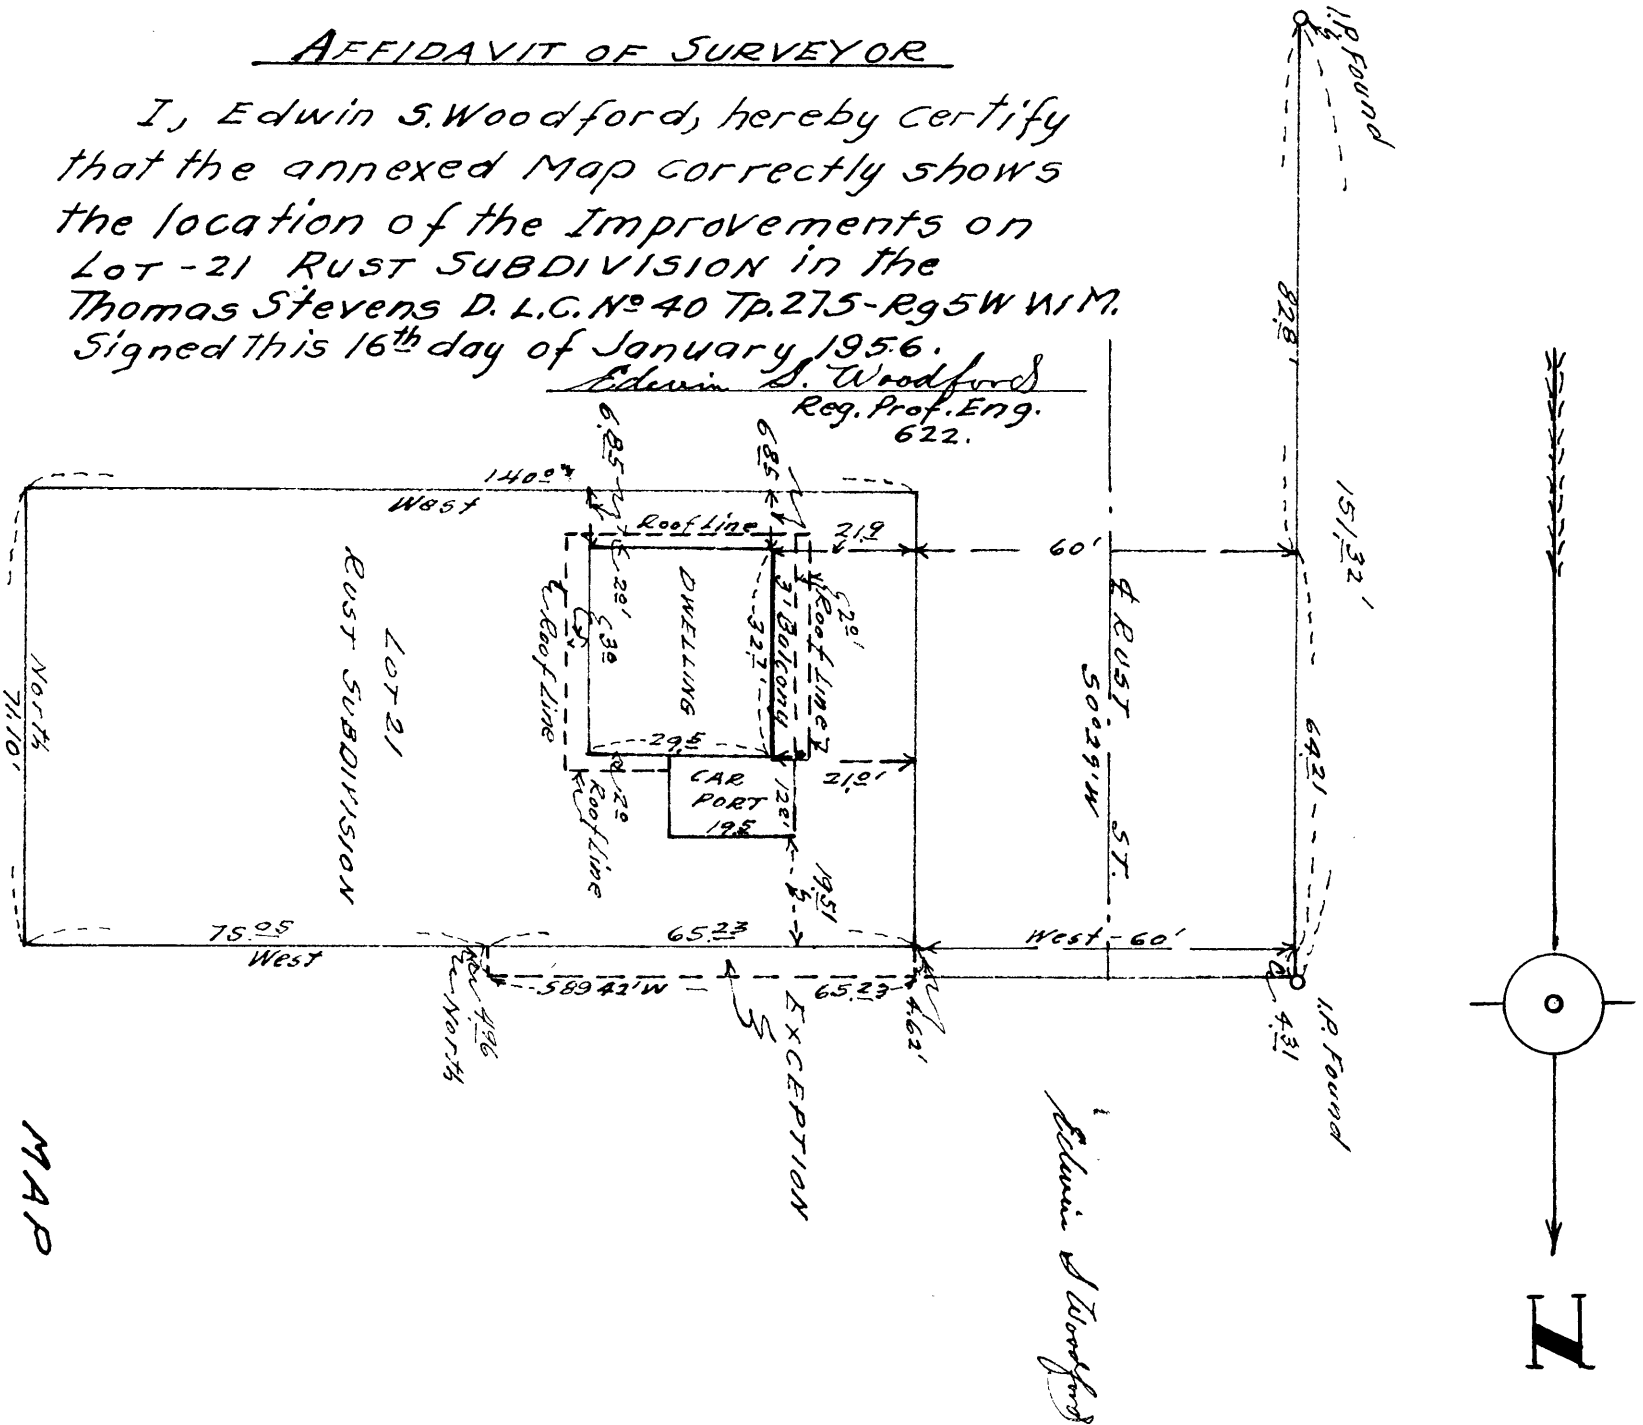 AFFIDAVIT OF SURVEYOR
I, Edwin S. Woodford, hereby certify
that the annexed Map correctly shows
the location of the Improvements on
LOT-21 RUST SUBDIVISION in the
Thomas Stevens D.L.C. Nº 40 Tp.27S-Rg5W W.M.
Signed this 16th day of January, 1956.
Edwin S. Woodford
Reg. Prof. Eng.
622.
I.P. Found
82.8'
151.32'
6.85
6.85
140.0
West
Roof Line
21.9
60'
2.0'
3' Balcony
Roof Line
2.0'
DWELLING
32.7'
3.0
Roof Line
LOT 21
RUST SUBDIVISION
North
71.10'
29.5
21.0'
CAR
PORT
19.5
12.0'
2.0
Roof Line
19.51
℄ RUST ST.
S0°29'W
64.21
75.05
West
65.23
West-60'
S89 42'W
65.23
4.96
North
EXCEPTION
4.62'
4.31
I.P. Found
Edwin S Woodford
MAP
N